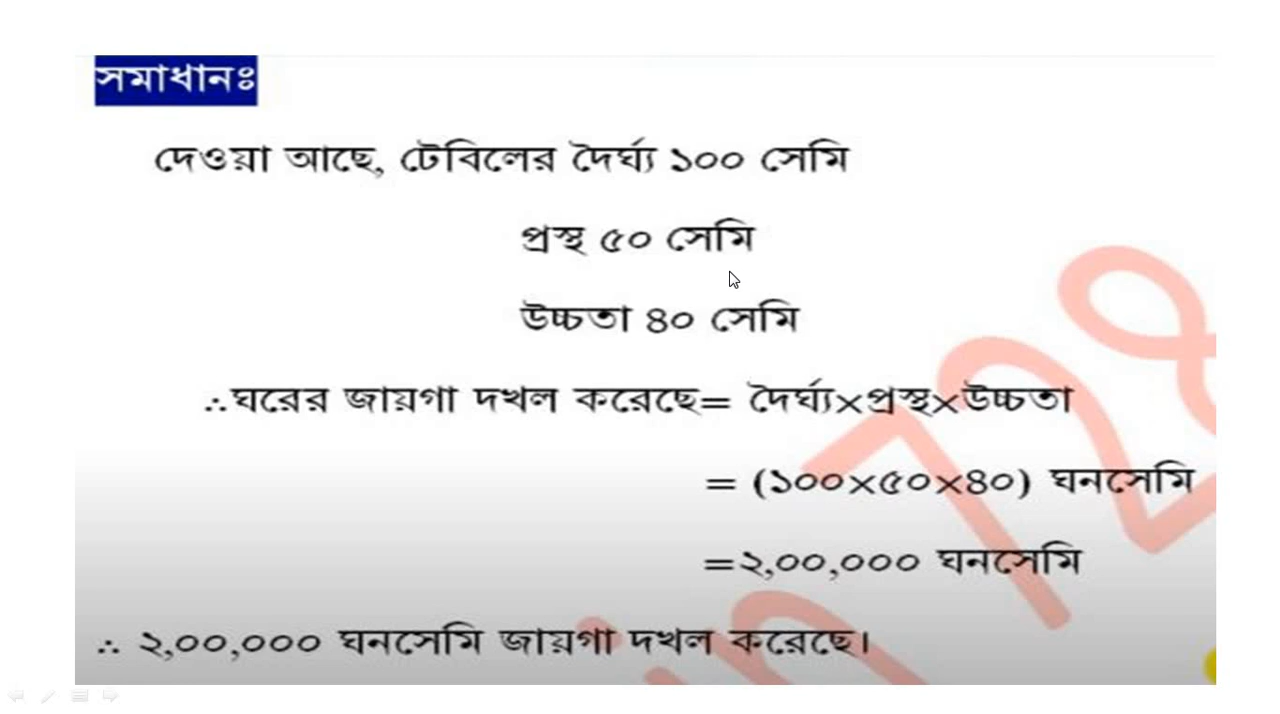 সমাধানঃ
দেওয়া আছে, টেবিলের দৈর্ঘ্য ১০০ সেমি
প্রস্থ ৫০ সেমি
উচ্চতা ৪০ সেমি
∴ঘরের জায়গা দখল করেছে= দৈর্ঘ্য×প্রস্থ×উচ্চতা
= (১০০×৫০×৪০) ঘনসেমি
=২,০০,০০০ ঘনসেমি
∴ ২,০০,০০০ ঘনসেমি জায়গা দখল করেছে।